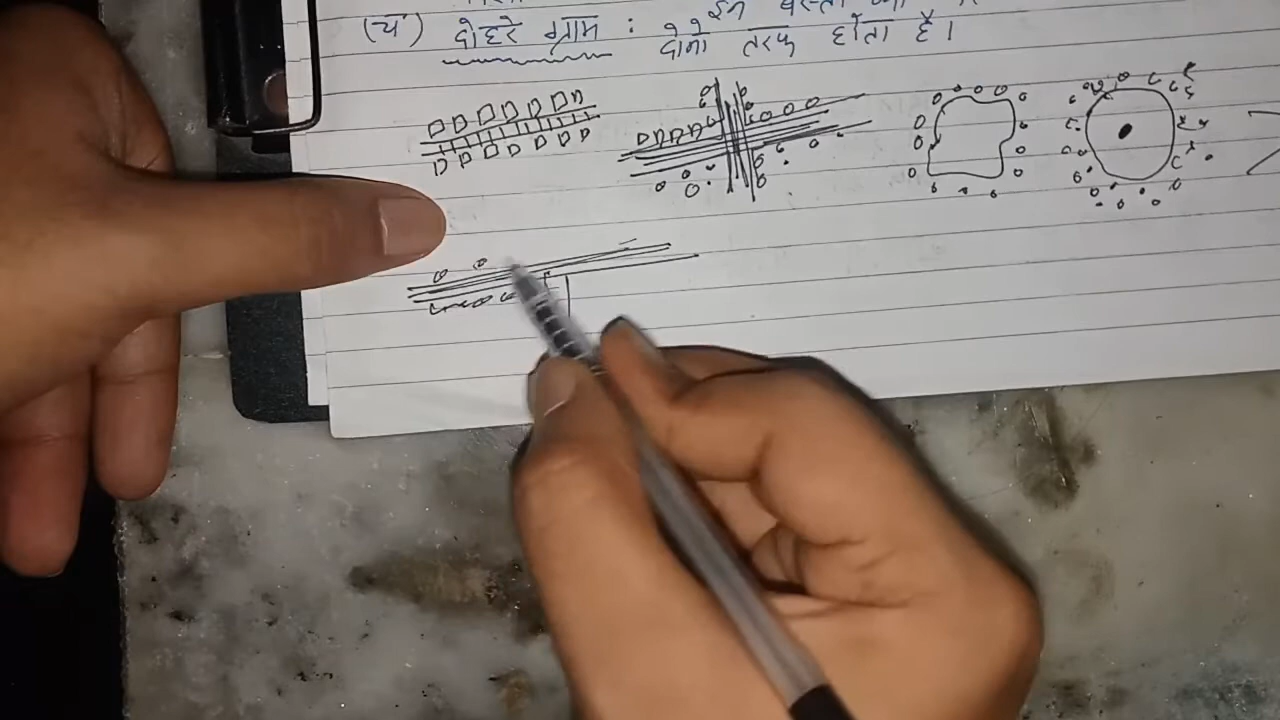 (च) दोहरे ग्राम : दोनो तरफ होता है।